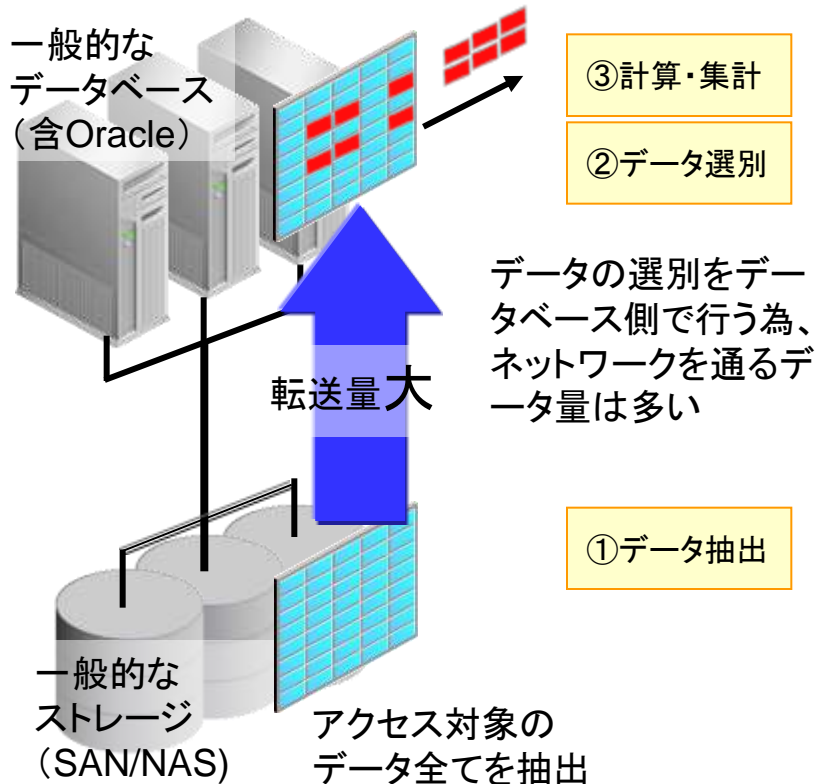 一般的な
データベース
（含Oracle）
③計算・集計
②データ選別
データの選別をデー
タベース側で行う為、
ネットワークを通るデ
ータ量は多い
転送量大
①データ抽出
一般的な
ストレージ
（SAN/NAS)
アクセス対象の
データ全てを抽出